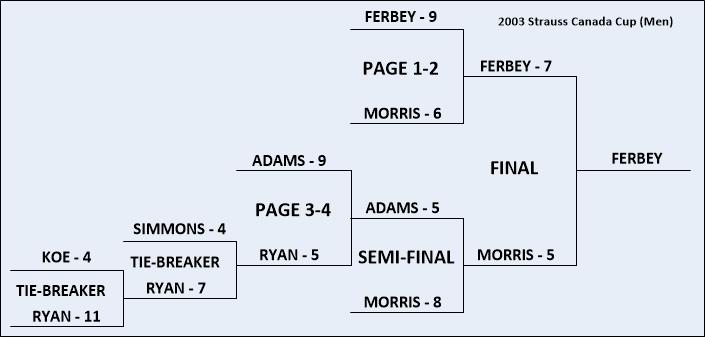 FERBEY - 9
2003 Strauss Canada Cup (Men)
PAGE 1-2
FERBEY - 7
MORRIS - 6
ADAMS - 9
FINAL
FERBEY
PAGE 3-4
ADAMS - 5
SIMMONS - 4
KOE - 4
TIE-BREAKER
RYAN - 5
SEMI-FINAL
MORRIS - 5
TIE-BREAKER
RYAN - 7
MORRIS - 8
RYAN - 11